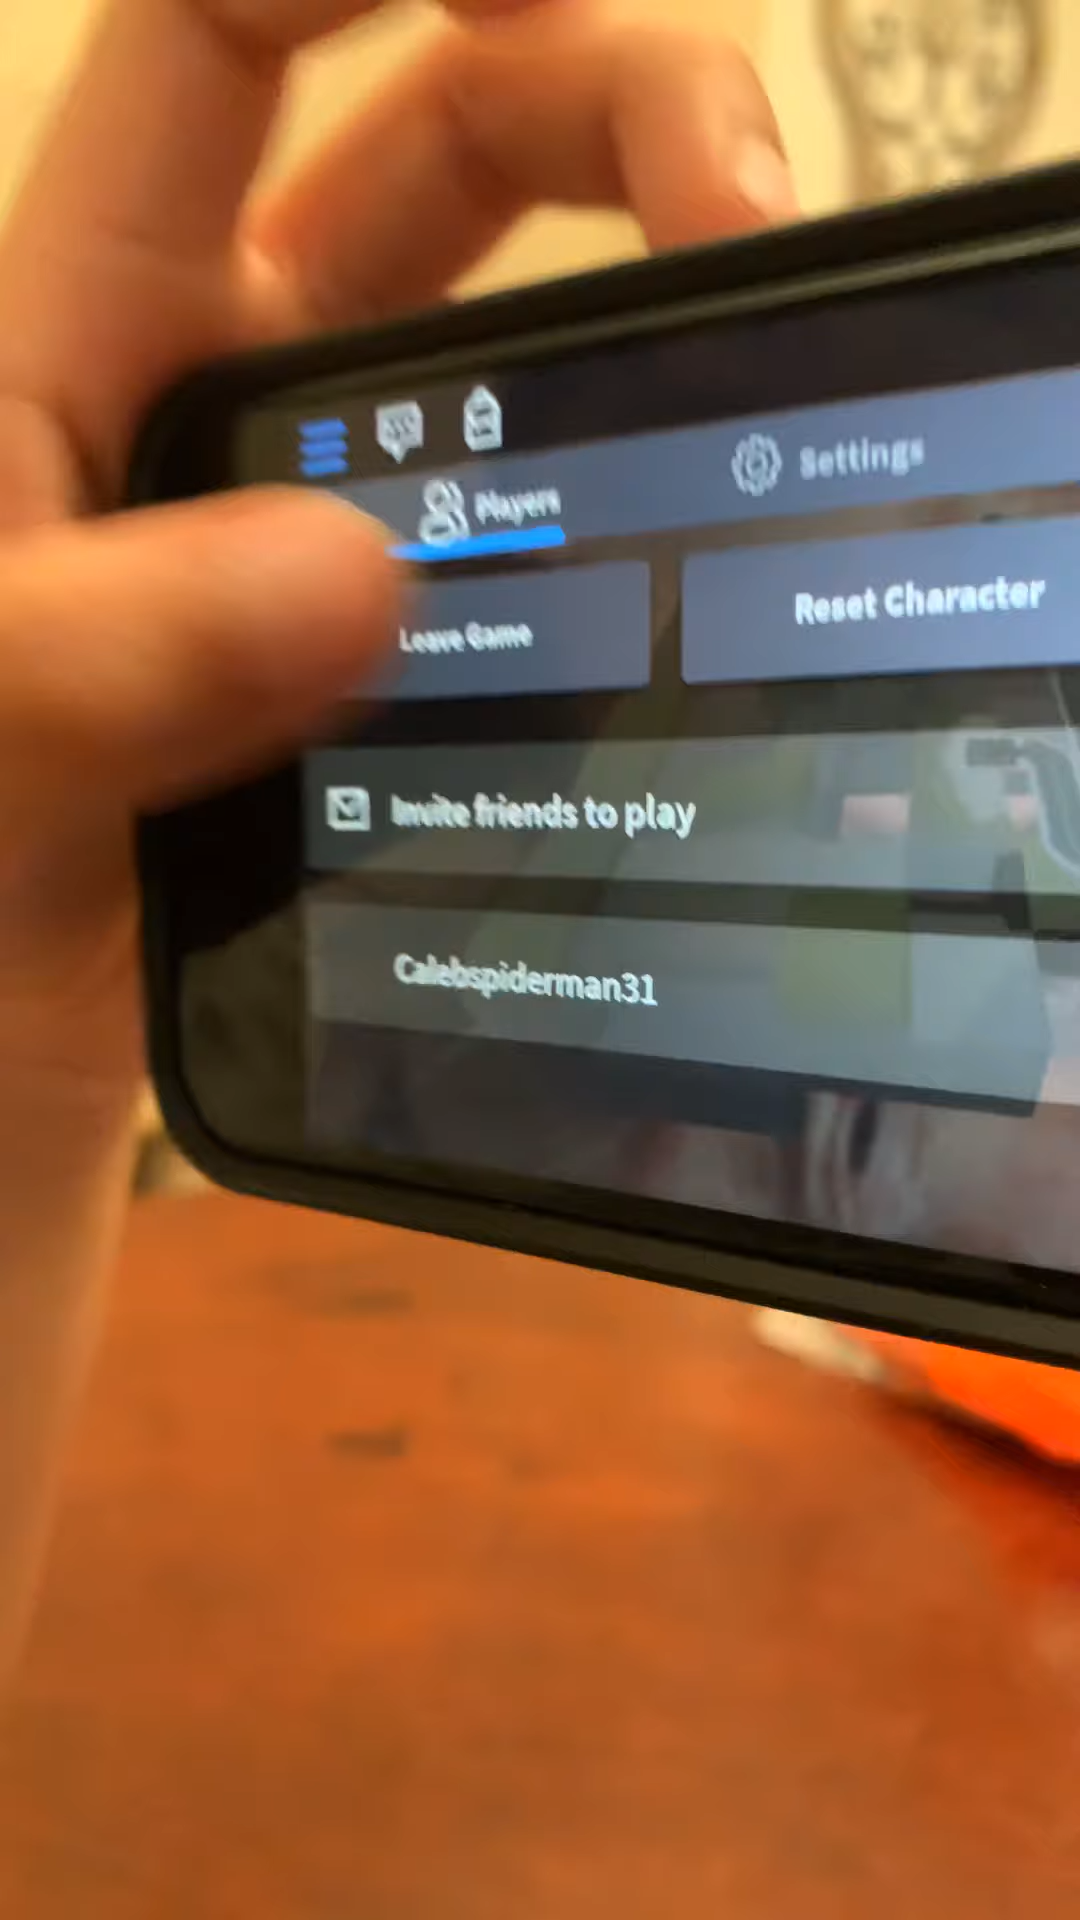 Players
Settings
Leave Game
Reset Character
Invite friends to play
Calebspiderman31